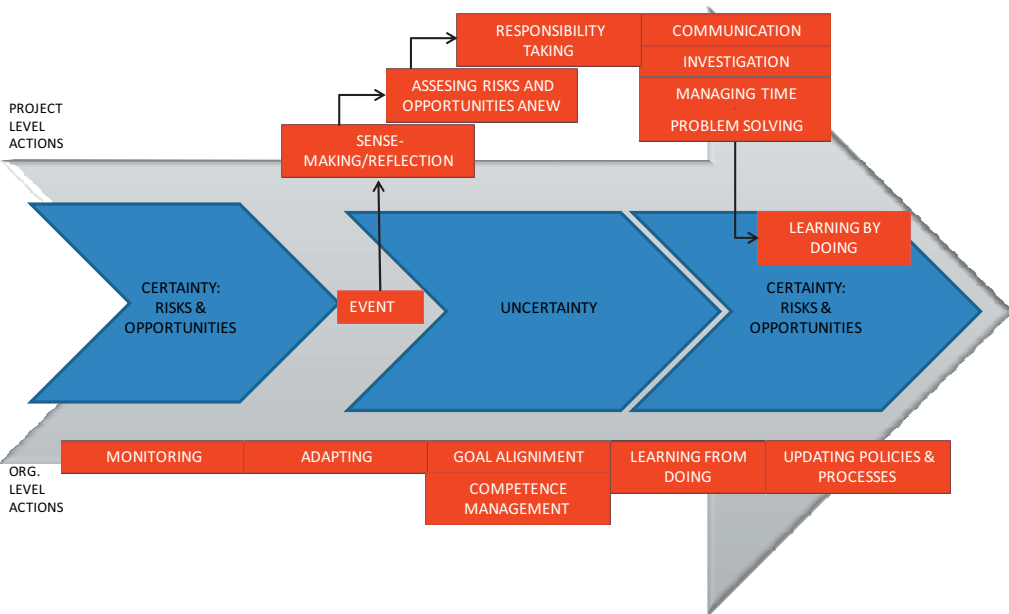 RESPONSIBILITY
TAKING
COMMUNICATION
INVESTIGATION
MANAGING TIME
PROBLEM SOLVING
ASSESING RISKS AND
OPPORTUNITIES ANEW
PROJECT
LEVEL
ACTIONS
SENSE-
MAKING/REFLECTION
LEARNING BY
DOING
CERTAINTY:
RISKS &
OPPORTUNITIES
EVENT
UNCERTAINTY
CERTAINTY:
RISKS &
OPPORTUNITIES
ORG.
LEVEL
ACTIONS
MONITORING
ADAPTING
GOAL ALIGNIMENT
COMPETENCE
MANAGEMENT
LEARNING FROM
DOING
UPDATING POLICIES &
PROCESSES